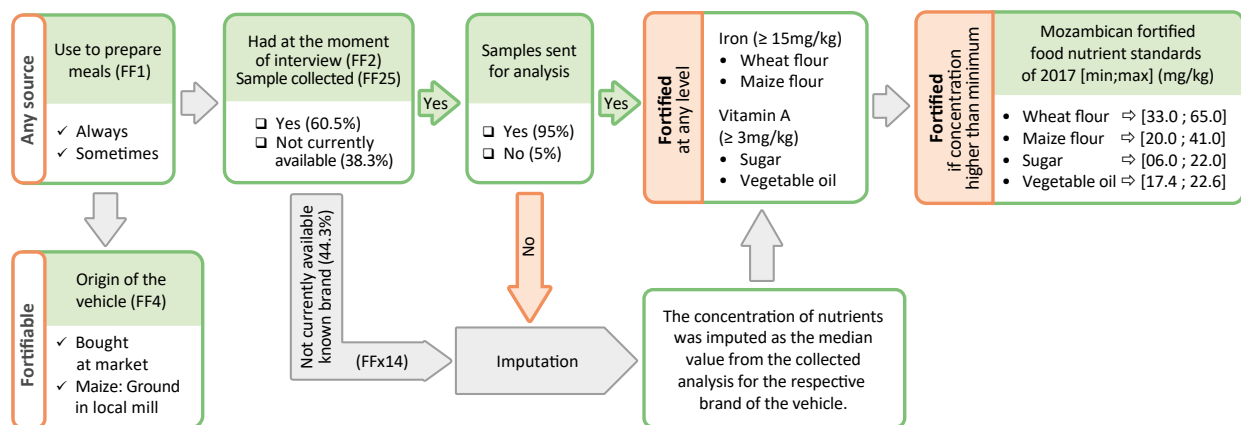 Any source
Use to prepare
meals (FF1)
✓ Always
✓ Sometimes
Had at the moment
of interview (FF2)
Sample collected (FF25)
❑ Yes (60.5%)
❑ Not currently
available (38.3%)
Yes
Samples sent
for analysis
❑ Yes (95%)
❑ No (5%)
Yes
Fortified
at any level
Iron (≥ 15mg/kg)
• Wheat flour
• Maize flour
Vitamin A
(≥ 3mg/kg)
• Sugar
• Vegetable oil
Fortified
if concentration
higher than minimum
Mozambican fortified
food nutrient standards
of 2017 [min;max] (mg/kg)
• Wheat flour ⇨ [33.0 ; 65.0]
• Maize flour ⇨ [20.0 ; 41.0]
• Sugar ⇨ [06.0 ; 22.0]
• Vegetable oil ⇨ [17.4 ; 22.6]
Fortifiable
Origin of the
vehicle (FF4)
✓ Bought
at market
✓ Maize: Ground
in local mill
Not currently available
known brand (44.3%)
(FFx14)
No
Imputation
The concentration of nutrients
was imputed as the median
value from the collected
analysis for the respective
brand of the vehicle.